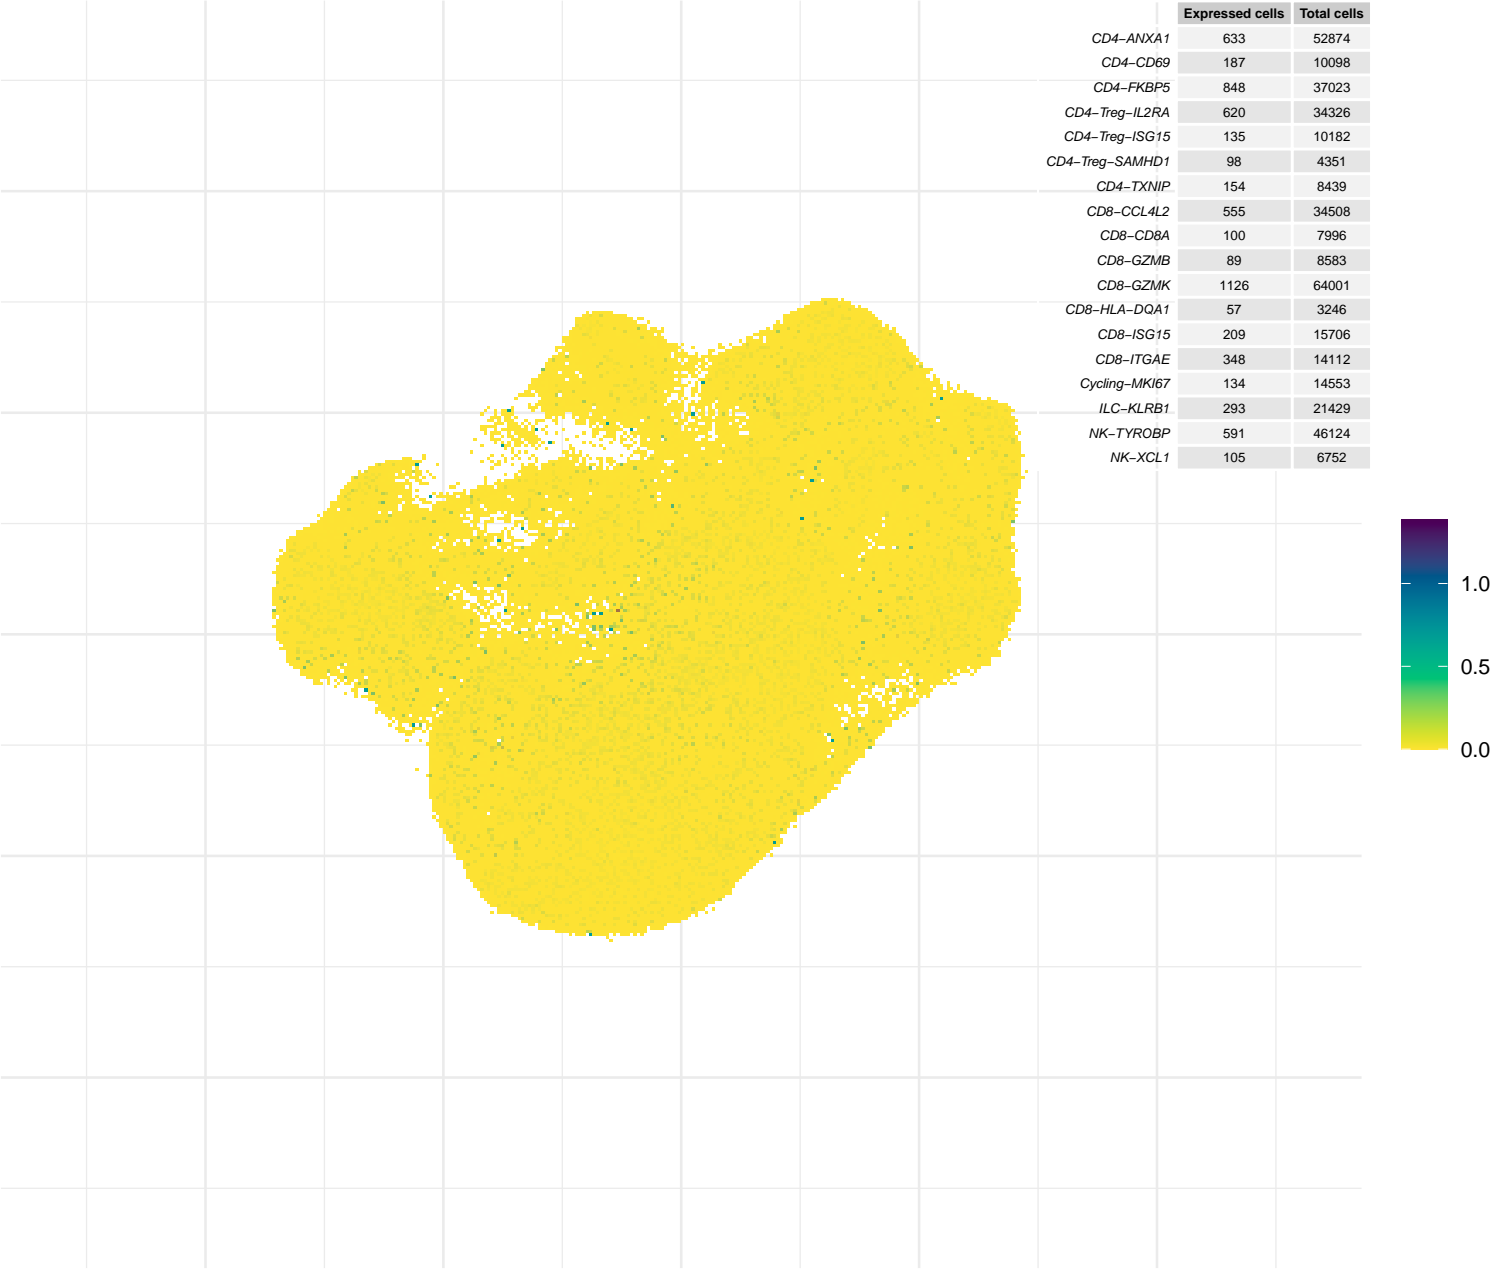 Expressed cells Total cells
CD4−ANXA1 633 52874
CD4−CD69 187 10098
CD4−FKBP5 848 37023
CD4−Treg−IL2RA 620 34326
CD4−Treg−ISG15 135 10182
CD4−Treg−SAMHD1 98 4351
CD4−TXNIP 154 8439
CD8−CCL4L2 555 34508
CD8−CD8A 100 7996
CD8−GZMB 89 8583
CD8−GZMK 1126 64001
CD8−HLA−DQA1 57 3246
CD8−ISG15 209 15706
CD8−ITGAE 348 14112
Cycling−MKI67 134 14553
ILC−KLRB1 293 21429
NK−TYROBP 591 46124
NK−XCL1 105 6752
1.0
0.5
0.0